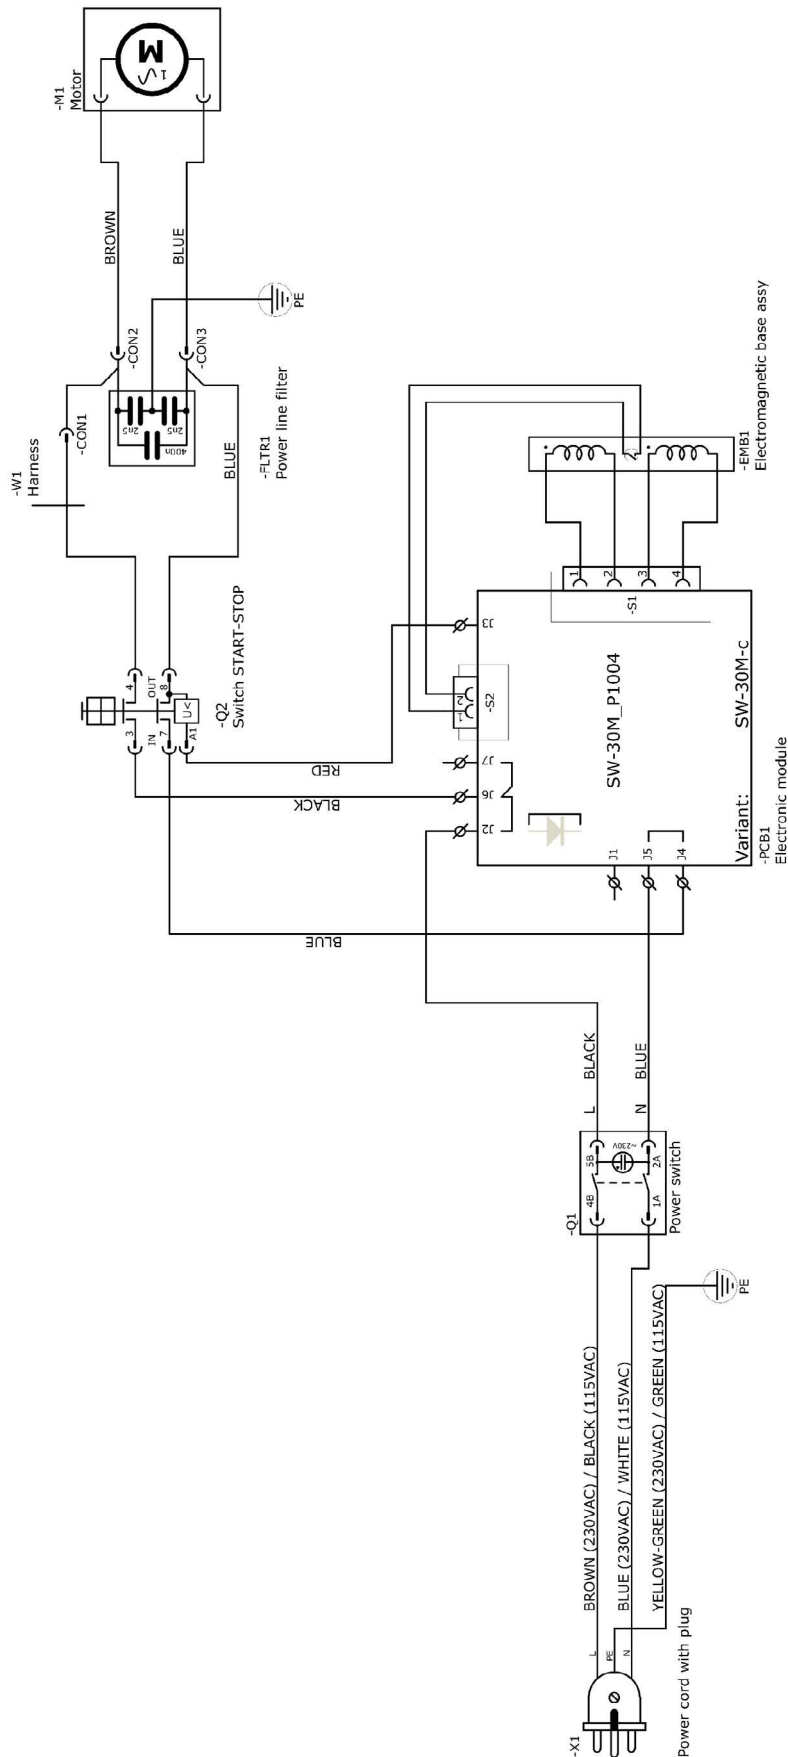 -X1
Power cord with plug
L
PE
N
BROWN (230VAC) / BLACK (115VAC)
BLUE (230VAC) / WHITE (115VAC)
YELLOW-GREEN (230VAC) / GREEN (115VAC)
PE
-Q1
4B
5B
1A
2A
~230V
Power switch
L
BLACK
N
BLUE
BLUE
BLACK
RED
J2
J6
J7
-S2
1
2
J3
J1
J5
J4
SW-30M_P1004
Variant:
SW-30M-c
-PCB1
Electronic module
-S1
1
2
3
4
-EMB1
Electromagnetic base assy
3
4
IN
OUT
7
8
A1
U<
-Q2
Switch START-STOP
-W1
Harness
-CON1
BLUE
400n
2n5
2n5
-FLTR1
Power line filter
-CON2
-CON3
PE
BROWN
BLUE
-M1
Motor
M
1